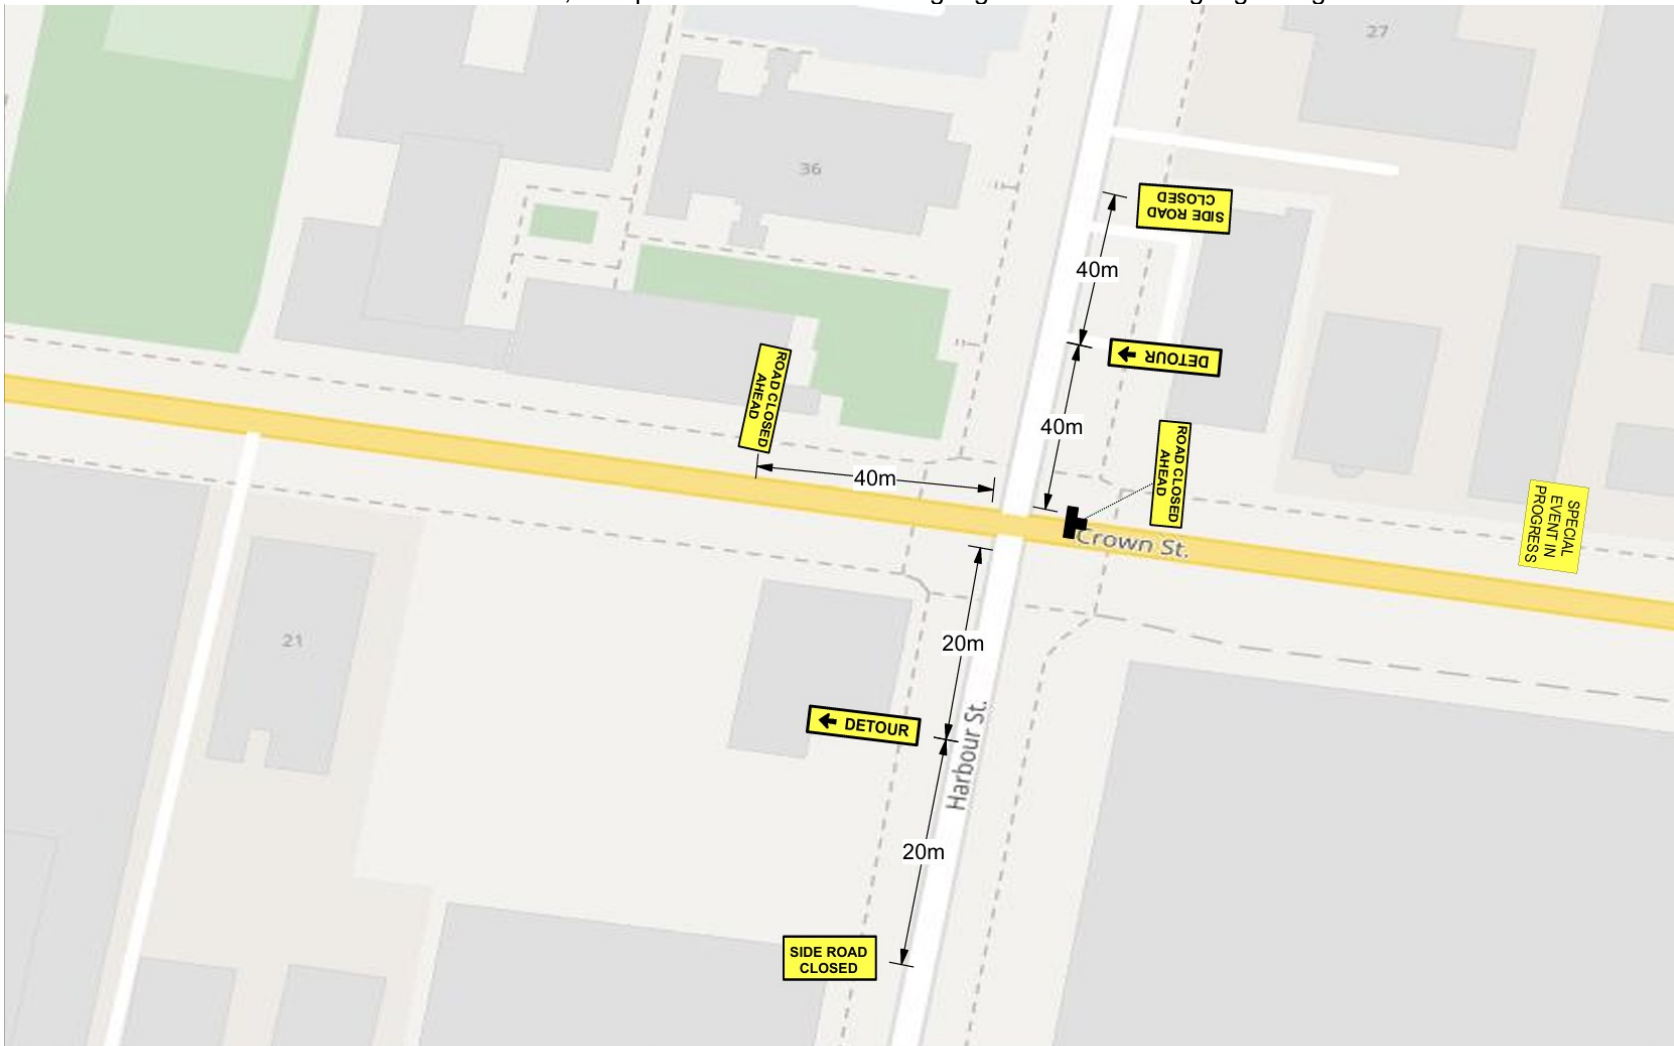 27
36
SIDE ROAD
CLOSED
40m
DETOUR
40m
ROAD CLOSED
AHEAD
ROAD CLOSED
AHEAD
40m
SPECIAL
EVENT IN
PROGRESS
Crown St.
21
20m
DETOUR
Harbour St.
20m
SIDE ROAD
CLOSED